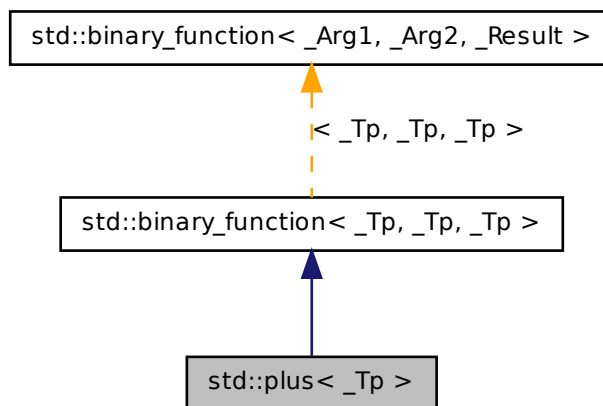 std::binary_function< _Arg1, _Arg2, _Result >
< _Tp, _Tp, _Tp >
std::binary_function< _Tp, _Tp, _Tp >
std::plus< _Tp >